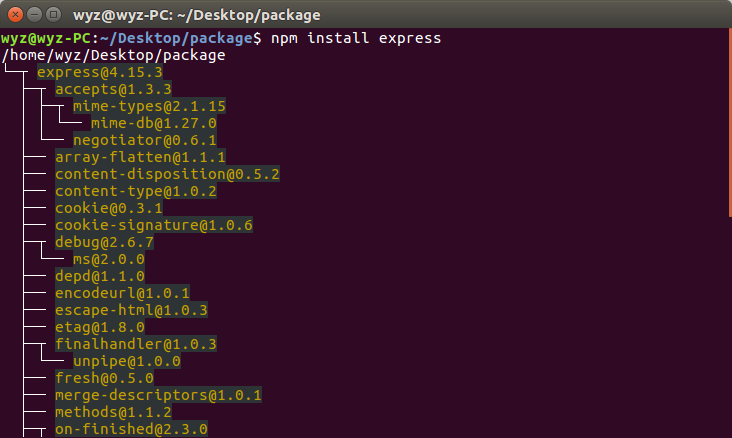 wyz@wyz-PC: ~/Desktop/package
wyz@wyz-PC:~/Desktop/package$ npm install express
/home/wyz/Desktop/package
└─┬ express@4.15.3
  ├─┬ accepts@1.3.3
  │ ├─┬ mime-types@2.1.15
  │ │ └── mime-db@1.27.0
  │ └── negotiator@0.6.1
  ├── array-flatten@1.1.1
  ├── content-disposition@0.5.2
  ├── content-type@1.0.2
  ├── cookie@0.3.1
  ├── cookie-signature@1.0.6
  ├─┬ debug@2.6.7
  │ └── ms@2.0.0
  ├── depd@1.1.0
  ├── encodeurl@1.0.1
  ├── escape-html@1.0.3
  ├── etag@1.8.0
  ├─┬ finalhandler@1.0.3
  │ └── unpipe@1.0.0
  ├── fresh@0.5.0
  ├── merge-descriptors@1.0.1
  ├── methods@1.1.2
  ├─┬ on-finished@2.3.0